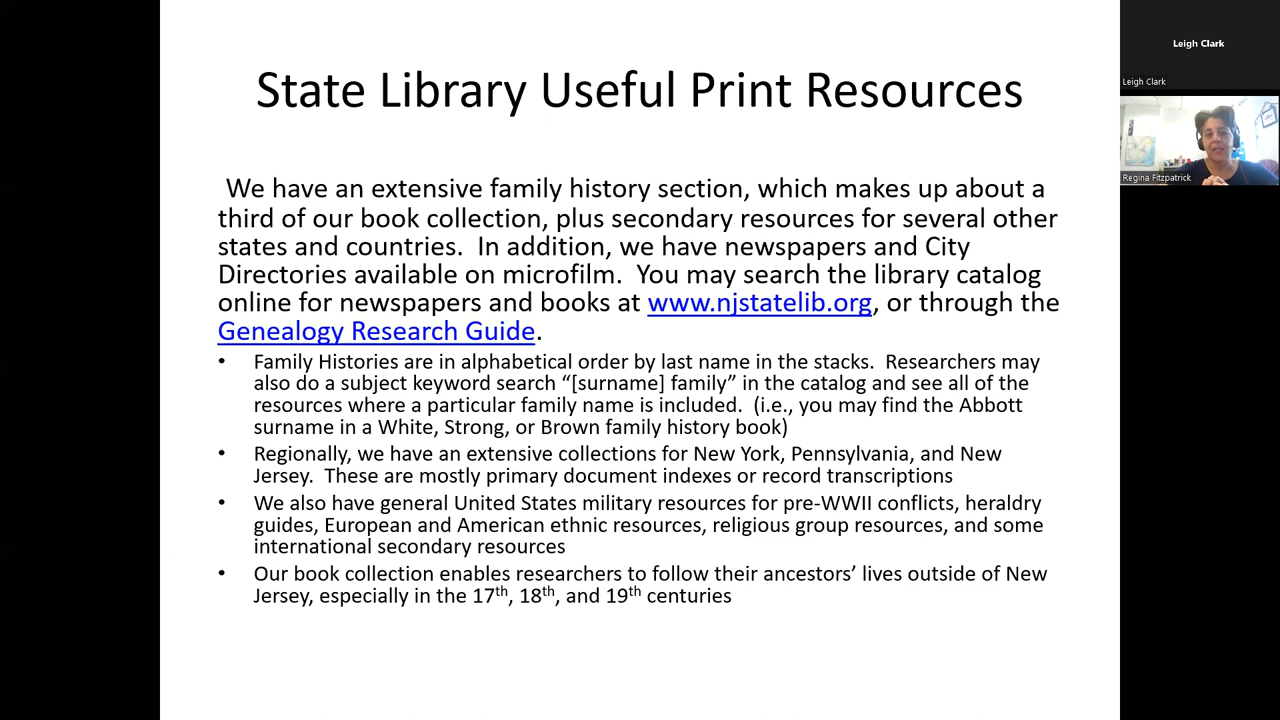 State Library Useful Print Resources
We have an extensive family history section, which makes up about a
third of our book collection, plus secondary resources for several other
states and countries.  In addition, we have newspapers and City
Directories available on microfilm.  You may search the library catalog
online for newspapers and books at www.njstatelib.org, or through the
Genealogy Research Guide.
• Family Histories are in alphabetical order by last name in the stacks.  Researchers may
also do a subject keyword search “[surname] family” in the catalog and see all of the
resources where a particular family name is included.  (i.e., you may find the Abbott
surname in a White, Strong, or Brown family history book)
• Regionally, we have an extensive collections for New York, Pennsylvania, and New
Jersey.  These are mostly primary document indexes or record transcriptions
• We also have general United States military resources for pre-WWII conflicts, heraldry
guides, European and American ethnic resources, religious group resources, and some
international secondary resources
• Our book collection enables researchers to follow their ancestors’ lives outside of New
Jersey, especially in the 17th, 18th, and 19th centuries
Leigh Clark
Leigh Clark
Regina Fitzpatrick